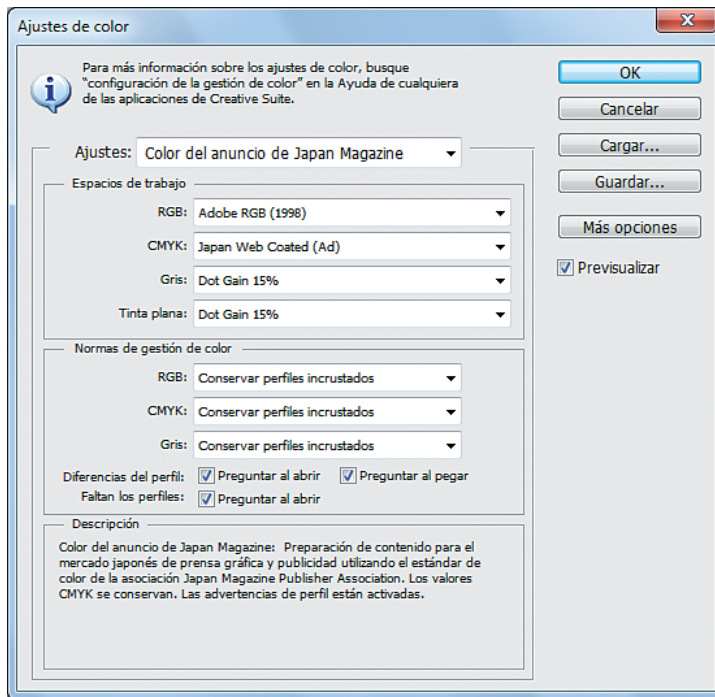 Ajustes de color
Para más información sobre los ajustes de color, busque
“configuración de la gestión de color” en la Ayuda de cualquiera
de las aplicaciones de Creative Suite.
OK
Cancelar
Cargar...
Guardar...
Más opciones
Previsualizar
Ajustes: Color del anuncio de Japan Magazine
Espacios de trabajo
RGB: Adobe RGB (1998)
CMYK: Japan Web Coated (Ad)
Gris: Dot Gain 15%
Tinta plana: Dot Gain 15%
Normas de gestión de color
RGB: Conservar perfiles incrustados
CMYK: Conservar perfiles incrustados
Gris: Conservar perfiles incrustados
Diferencias del perfil: Preguntar al abrir Preguntar al pegar
Faltan los perfiles: Preguntar al abrir
Descripción
Color del anuncio de Japan Magazine: Preparación de contenido para el
mercado japonés de prensa gráfica y publicidad utilizando el estándar de
color de la asociación Japan Magazine Publisher Association. Los valores
CMYK se conservan. Las advertencias de perfil están activadas.